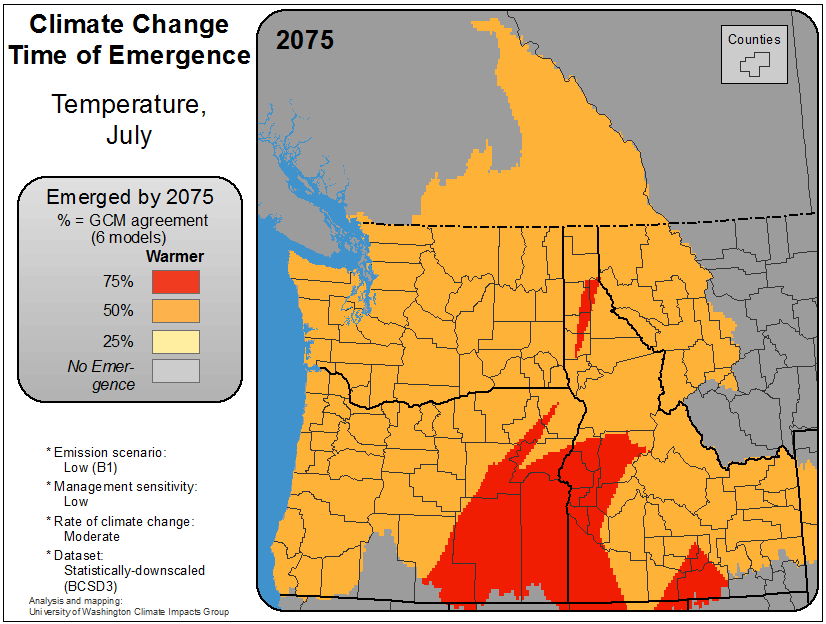 Climate Change
Time of Emergence
Temperature,
July
Emerged by 2075
% = GCM agreement
(6 models)
Warmer
75%
50%
25%
No Emer-
gence
* Emission scenario:
Low (B1)
* Management sensitivity:
Low
* Rate of climate change:
Moderate
* Dataset:
Statistically-downscaled
(BCSD3)
Analysis and mapping:
University of Washington Climate Impacts Group
2075
Counties